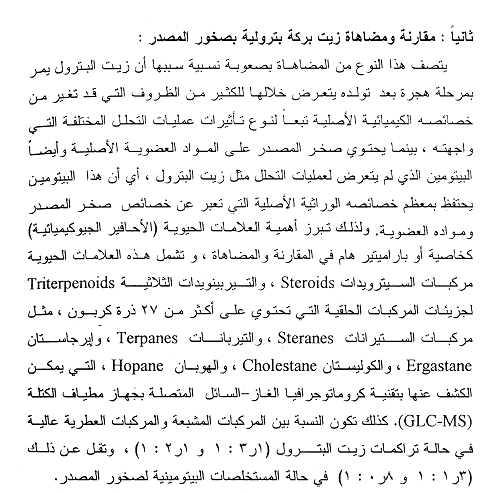 ثانياً : مقارنة ومضاهاة زيت بركة بترولية بصخور المصدر :
يتصف هذا النوع من المضاهاة بصعوبة نسبية سببها أن زيت البترول يمر
بمرحلة هجرة بعد تولده يتعرض خلالها للكثير من الظروف التي قد تغير من
خصائصه الكيميائية الأصلية تبعاً لنوع تأثيرات عمليات التحلل المختلفة التي
واجهته ، بينما يحتوي صخر المصدر على المواد العضوية الأصلية وأيضاً
البيتومين الذي لم يتعرض لعمليات التحلل مثل زيت البترول ، أي أن هذا البيتومين
يحتفظ بمعظم خصائصه الوراثية الأصلية التي تعبر عن خصائص صخر المصدر
ومواده العضوية. ولذلك تبرز أهمية العلامات الحيوية (الأحافير الجيوكيميائية)
كخاصية أو باراميتير هام في المقارنة والمضاهاة ، و تشمل هذه العلامات الحيوية
مركبات السيترويدات Steroids ، والتيربينويدات الثلاثية Triterpenoids
لجزيئات المركبات الحلقية التي تحتوي على أكثر من ٢٧ ذرة كربون ، مثل
مركبات الستيرانات Steranes ، والتيربانات Terpanes ، وإيرجاستان
Ergastane ، والكوليستان Cholestane ، والهوبان Hopane ، التي يمكن
الكشف عنها بتقنية كروماتوجرافيا الغاز–السائل المتصلة بجهاز مطياف الكتلة
(GLC-MS). كذلك تكون النسبة بين المركبات المشبعة والمركبات العطرية عالية
في حالة تراكمات زيت البترول (١ر٣ : ١ و ١ر٢ : ١) ، وتقل عن ذلك
(٣ر١ : ١ و ٨ر٠ : ١) في حالة المستخلصات البيتومينية لصخور المصدر.